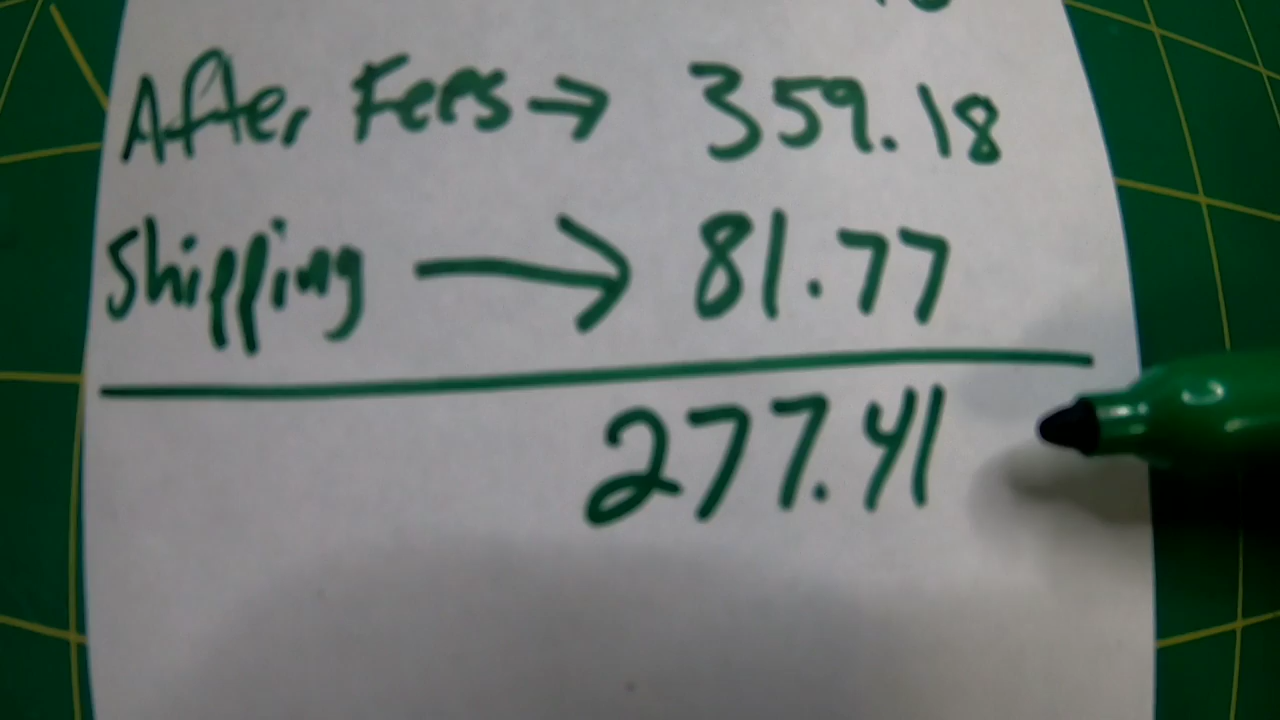 After Fees → 359.18
Shipping → 81.77
277.41